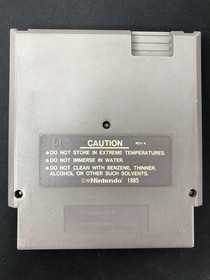 CAUTION
REV-A
•DO NOT STORE IN EXTREME TEMPERATURES.
•DO NOT IMMERSE IN WATER.
•DO NOT CLEAN WITH BENZENE, THINNER,
ALCOHOL OR OTHER SUCH SOLVENTS.
©Nintendo 1985